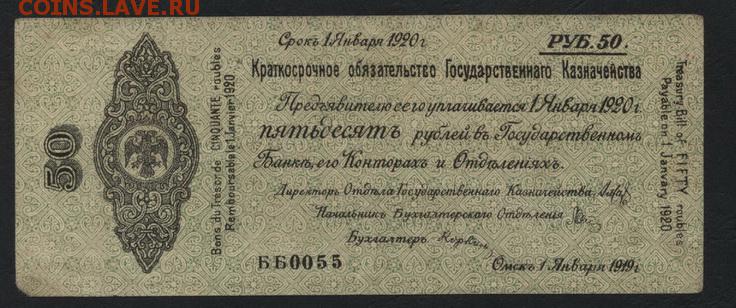 COINS.LAVE.RU
Срокъ 1 Января 1920 г
РУБ. 50.
Краткосрочное обязательство Государственнаго Казначейства
Предъявителю сего уплачивается 1 Января 1920 г.
пятьдесятъ рублей въ Государственномъ
Банкѣ, его Конторахъ и Отдѣленіяхъ.
Директоръ Отдѣла Государственнаго Казначейства
Начальникъ Бухгалтерского Отдѣленія
Бухгалтеръ
ББ0055
Омскъ 1 Января 1919 г.
50
Bons du tresor de CINQUANTE roubles
Remboursable le 1 Janvier 1920
Treasury Bill of FIFTY roubles
Payable on 1 January 1920